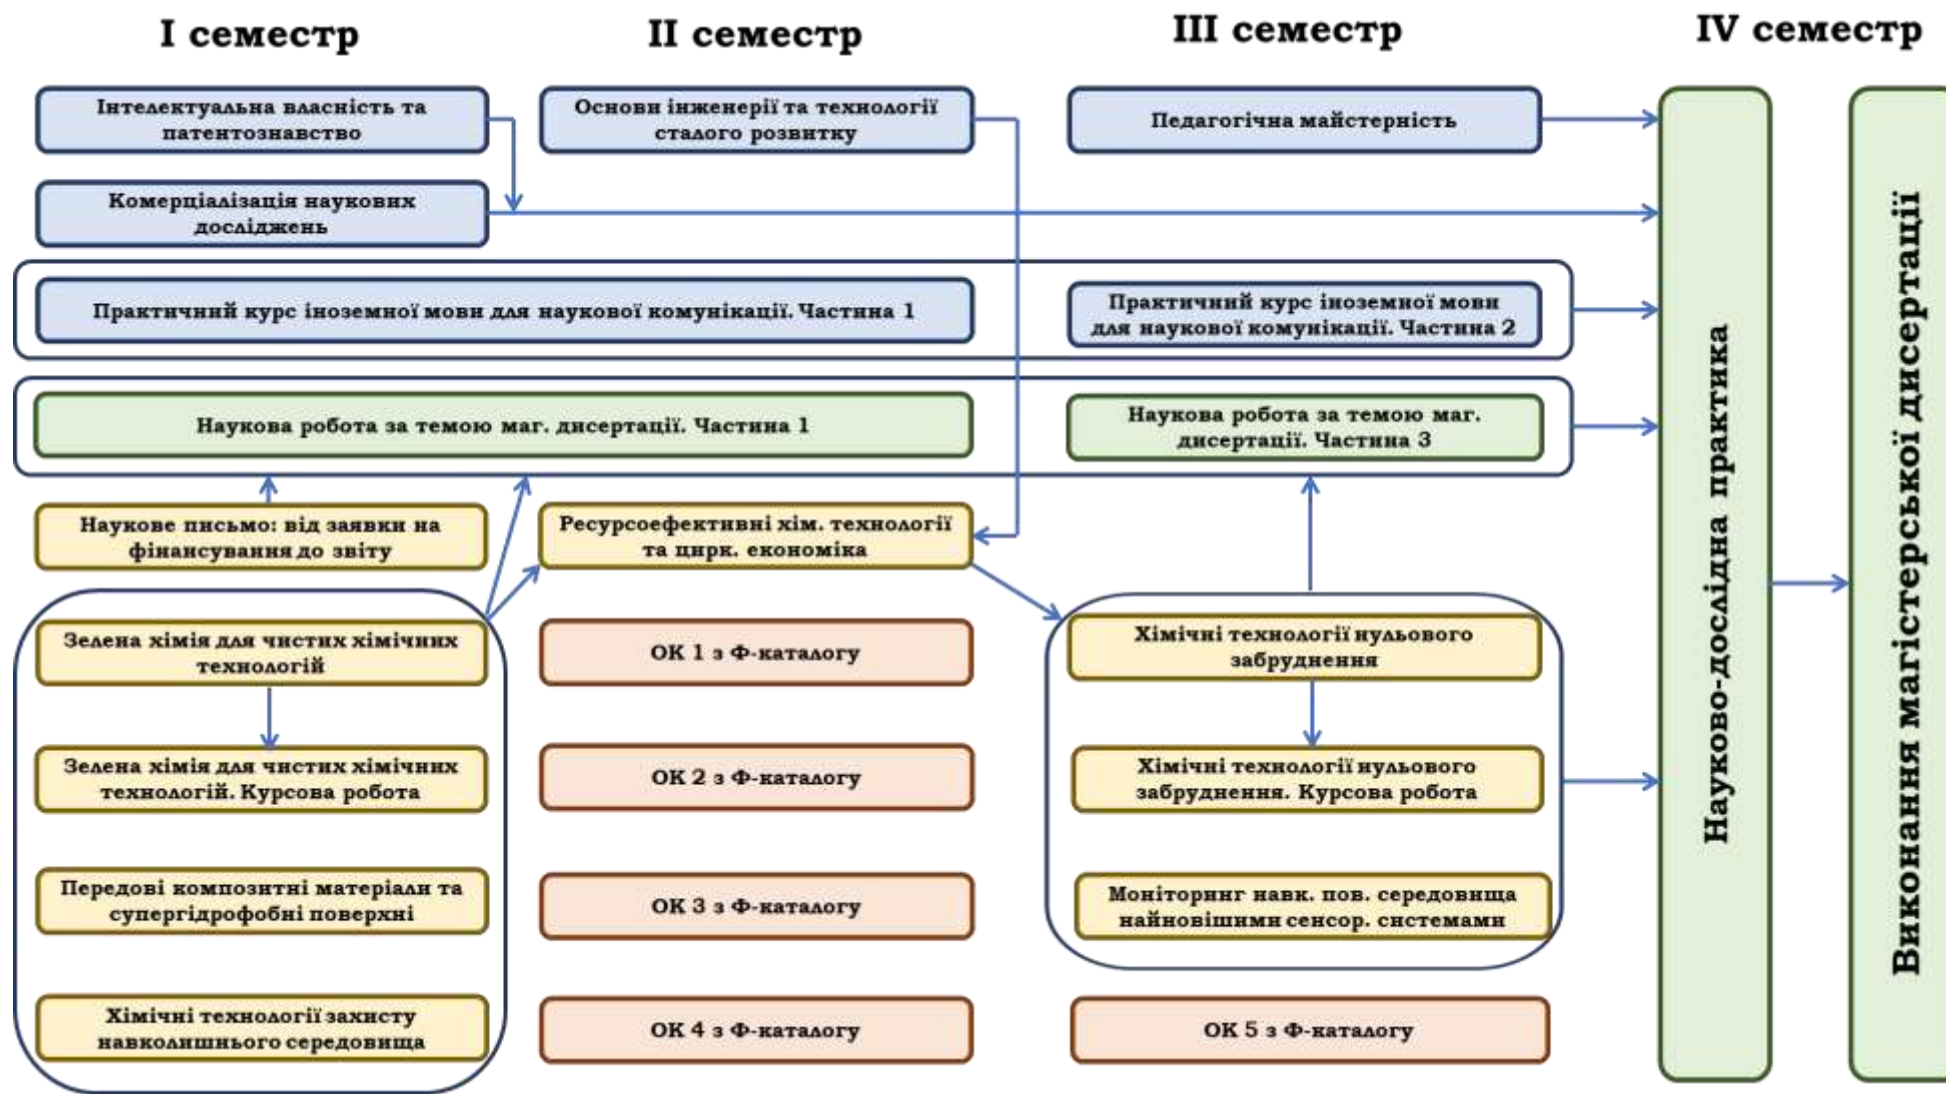 I семестр
II семестр
III семестр
IV семестр
Інтелектуальна власність та
патентознавство
Основи інженерії та технології
сталого розвитку
Педагогічна майстерність
Комерціалізація наукових
досліджень
Практичний курс іноземної мови для наукової комунікації. Частина 1
Практичний курс іноземної мови
для наукової комунікації. Частина 2
Наукова робота за темою маг. дисертації. Частина 1
Наукова робота за темою маг.
дисертації. Частина 3
Наукове письмо: від заявки на
фінансування до звіту
Ресурсоефективні хім. технології
та цирк. економіка
Зелена хімія для чистих хімічних
технологій
ОК 1 з Ф-каталогу
Хімічні технології нульового
забруднення
Зелена хімія для чистих хімічних
технологій. Курсова робота
ОК 2 з Ф-каталогу
Хімічні технології нульового
забруднення. Курсова робота
Передові композитні матеріали та
супергідрофобні поверхні
ОК 3 з Ф-каталогу
Моніторинг навк. пов. середовища
найновішими сенсор. системами
Хімічні технології захисту
навколишнього середовища
ОК 4 з Ф-каталогу
ОК 5 з Ф-каталогу
Науково-дослідна практика
Виконання магістерської дисертації